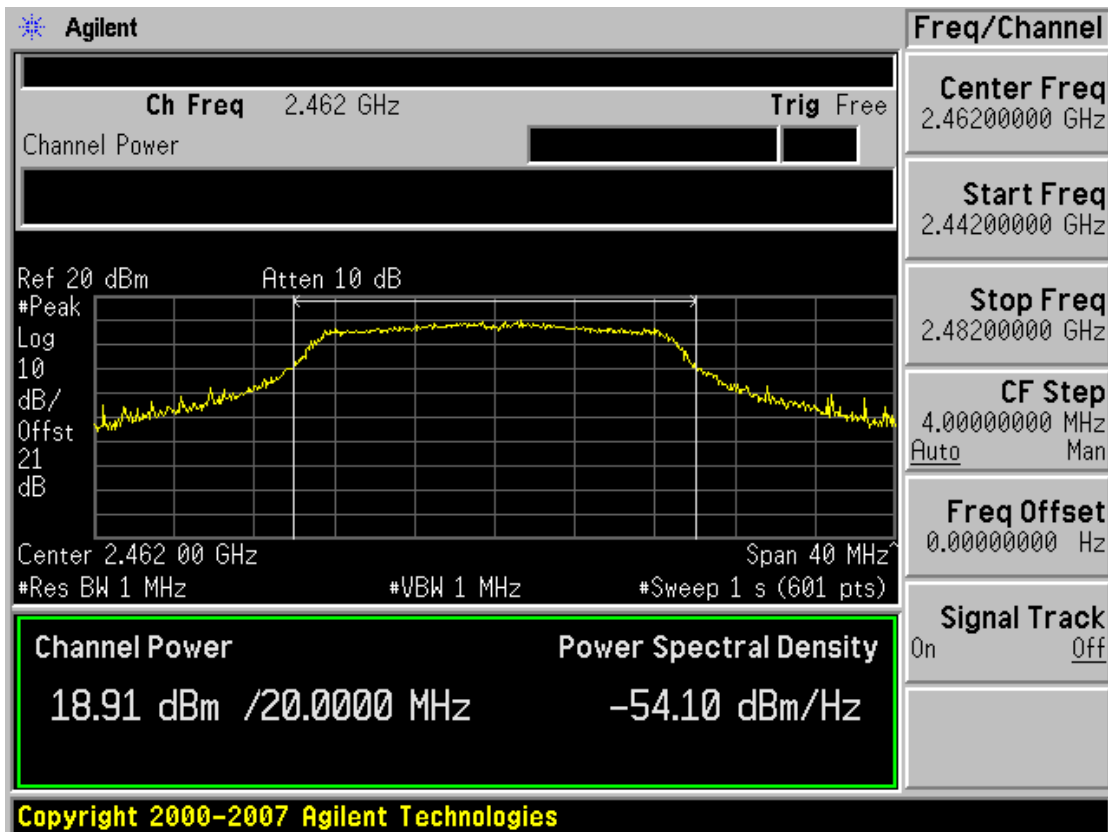 Agilent
Ch Freq 2.462 GHz Trig Free
Channel Power
Ref 20 dBm Atten 10 dB
#Peak
Log
10
dB/
Offst
21
dB
Center 2.462 00 GHz Span 40 MHz^
#Res BW 1 MHz #VBW 1 MHz #Sweep 1 s (601 pts)
Channel Power Power Spectral Density
18.91 dBm /20.0000 MHz -54.10 dBm/Hz
Copyright 2000-2007 Agilent Technologies
Freq/Channel
Center Freq
2.46200000 GHz
Start Freq
2.44200000 GHz
Stop Freq
2.48200000 GHz
CF Step
4.00000000 MHz
Auto Man
Freq Offset
0.00000000 Hz
Signal Track
On Off